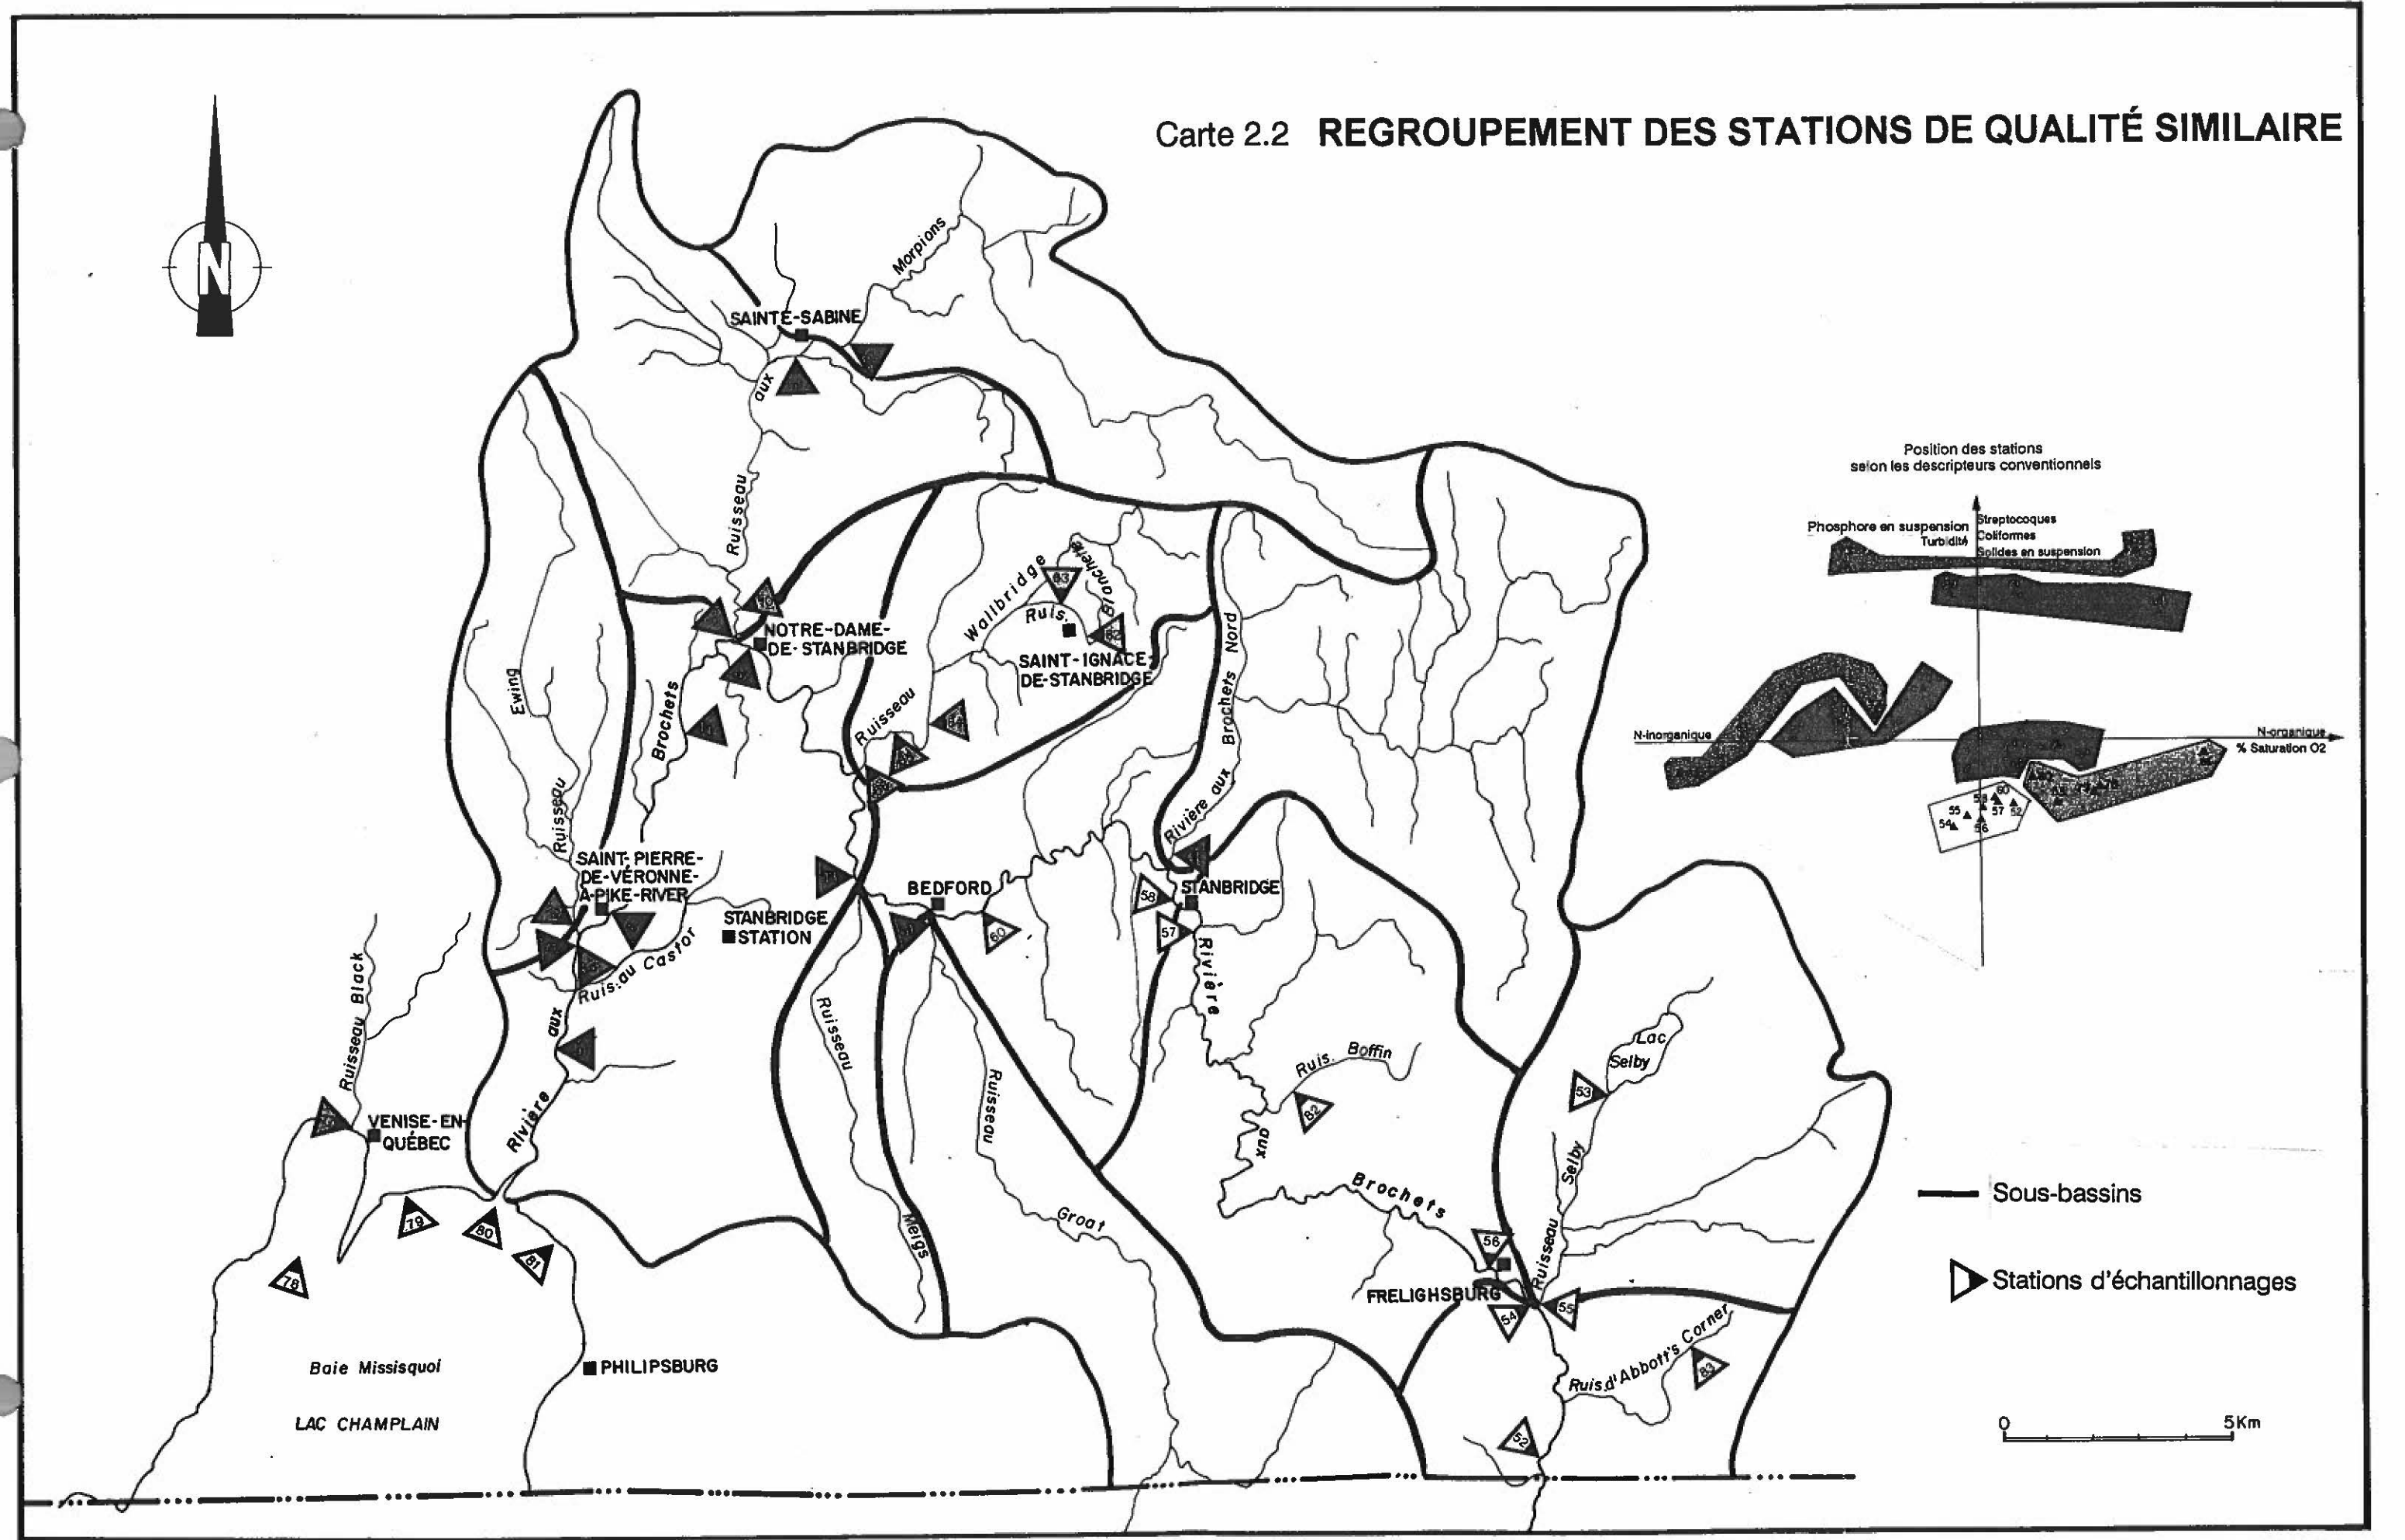 Carte 2.2 REGROUPEMENT DES STATIONS DE QUALITÉ SIMILAIRE
N
Morpions
SAINTE-SABINE
aux
Ruisseau
Position des stations
selon les descripteurs conventionnels
Phosphore en suspension
Turbidité
Streptocoques
Coliformes
Solides en suspension
N-inorganique
N-organique
% Saturation O2
60
55
57
52
54
56
Wallbridge
Blanche
63
Ruis.
62
NOTRE-DAME-
DE-STANBRIDGE
SAINT-IGNACE-
DE-STANBRIDGE
Ewing
Ruisseau
Brochets
Ruisseau
Rivière aux Brochets Nord
SAINT-PIERRE-
DE-VÉRONNE-
A-PIKE-RIVER
BEDFORD
STANBRIDGE
58
57
60
STANBRIDGE
STATION
Ruis. au Castor
Ruisseau Black
aux
Rivière
Ruisseau
Meigs
Ruisseau
Groat
Rivière
aux
Brochets
Ruis. Boffin
82
Lac
Selby
53
Selby
Ruisseau
VENISE-EN-
QUÉBEC
79
80
81
78
56
FRELIGHSBURG
54
55
Ruis. d'Abbott's Corner
83
52
Baie Missisquoi
LAC CHAMPLAIN
PHILIPSBURG
Sous-bassins
Stations d'échantillonnages
0
5Km